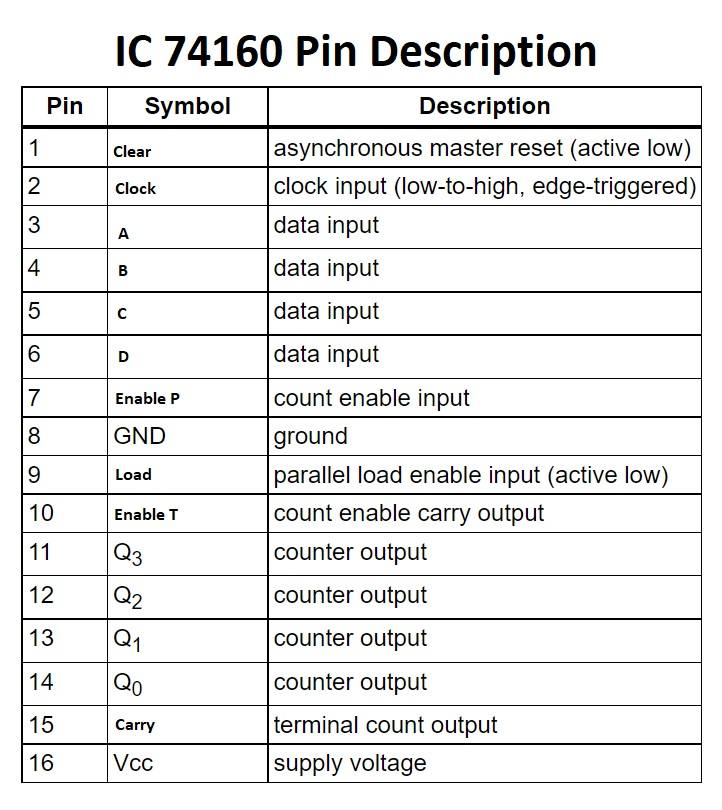 IC 74160 Pin Description
Pin Symbol Description
1 Clear asynchronous master reset (active low)
2 Clock clock input (low-to-high, edge-triggered)
3 A data input
4 B data input
5 C data input
6 D data input
7 Enable P count enable input
8 GND ground
9 Load parallel load enable input (active low)
10 Enable T count enable carry output
11 Q3 counter output
12 Q2 counter output
13 Q1 counter output
14 Q0 counter output
15 Carry terminal count output
16 Vcc supply voltage